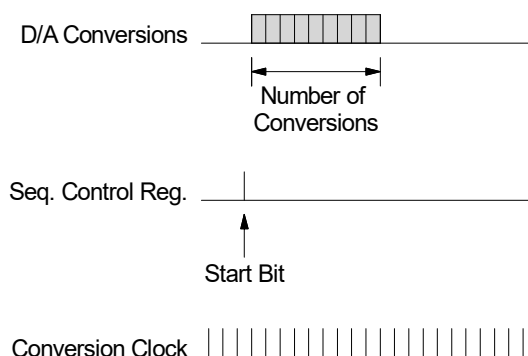 D/A Conversions
Number of
Conversions
Seq. Control Reg.
Start Bit
Conversion Clock